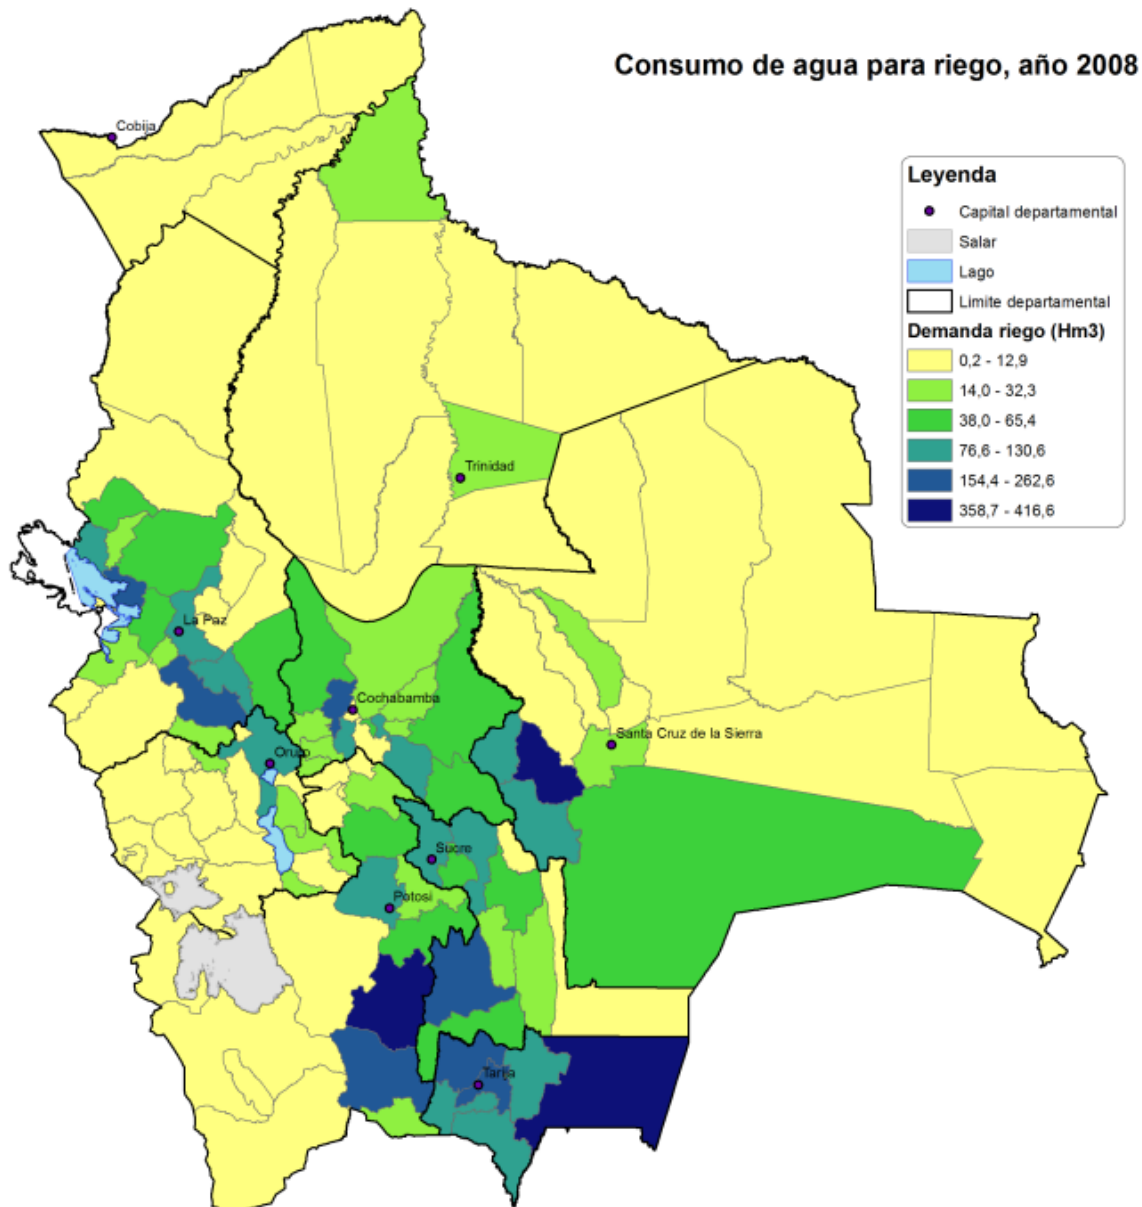 Consumo de agua para riego, año 2008
Cobija
Leyenda
Capital departamental
Salar
Lago
Limite departamental
Demanda riego (Hm3)
0,2 - 12,9
14,0 - 32,3
38,0 - 65,4
76,6 - 130,6
154,4 - 262,6
358,7 - 416,6
Trinidad
La Paz
Cochabamba
Santa Cruz de la Sierra
Oruro
Sucre
Potosi
Tarija